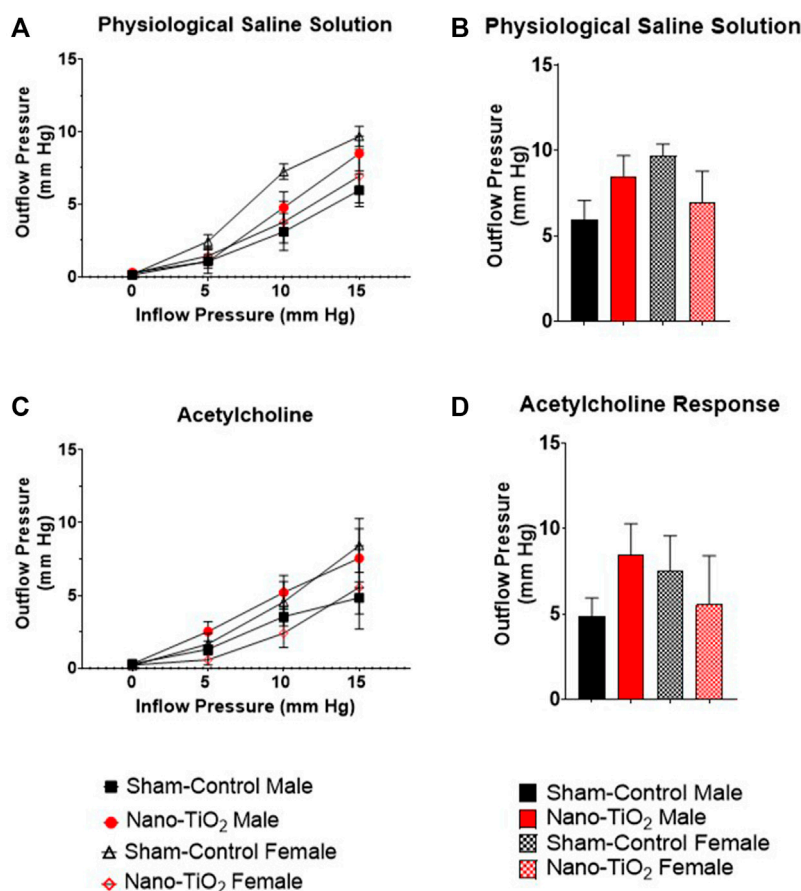 A
Physiological Saline Solution
15
10
5
0
Outflow Pressure
(mm Hg)
0 5 10 15
Inflow Pressure (mm Hg)
B
Physiological Saline Solution
15
10
5
0
Outflow Pressure
(mm Hg)
C
Acetylcholine
15
10
5
0
Outflow Pressure
(mm Hg)
0 5 10 15
Inflow Pressure (mm Hg)
D
Acetylcholine Response
15
10
5
0
Outflow Pressure
(mm Hg)
Sham-Control Male
Nano-TiO₂ Male
Sham-Control Female
Nano-TiO₂ Female
Sham-Control Male
Nano-TiO₂ Male
Sham-Control Female
Nano-TiO₂ Female